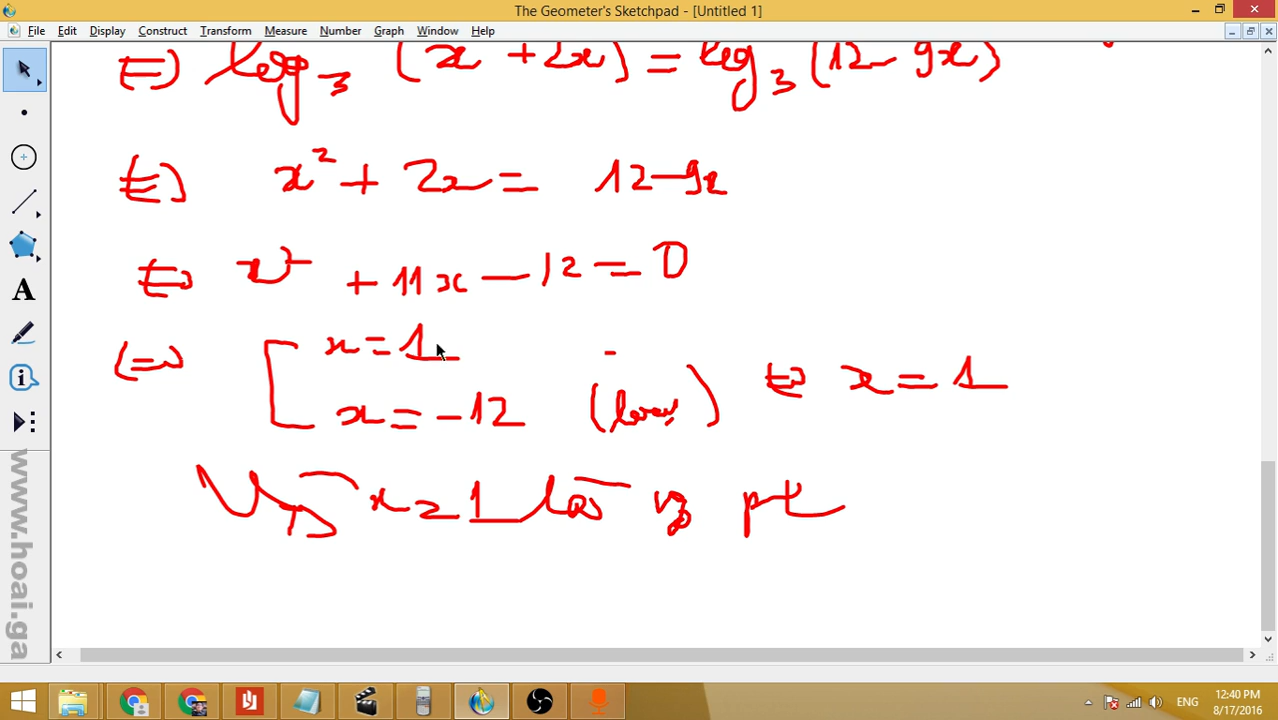 The Geometer's Sketchpad - [Untitled 1]
File Edit Display Construct Transform Measure Number Graph Window Help
⇔ log₃ (x + 2x) = log₃ (12 - 9x)
⇔ x² + 2x = 12 - 9x
⇔ x² + 11x - 12 = 0
⇔ [ x = 1
x = -12 (loại) ⇔ x = 1
Vậy x = 1 là pt
www.hoai.ga
ENG
12:40 PM
8/17/2016